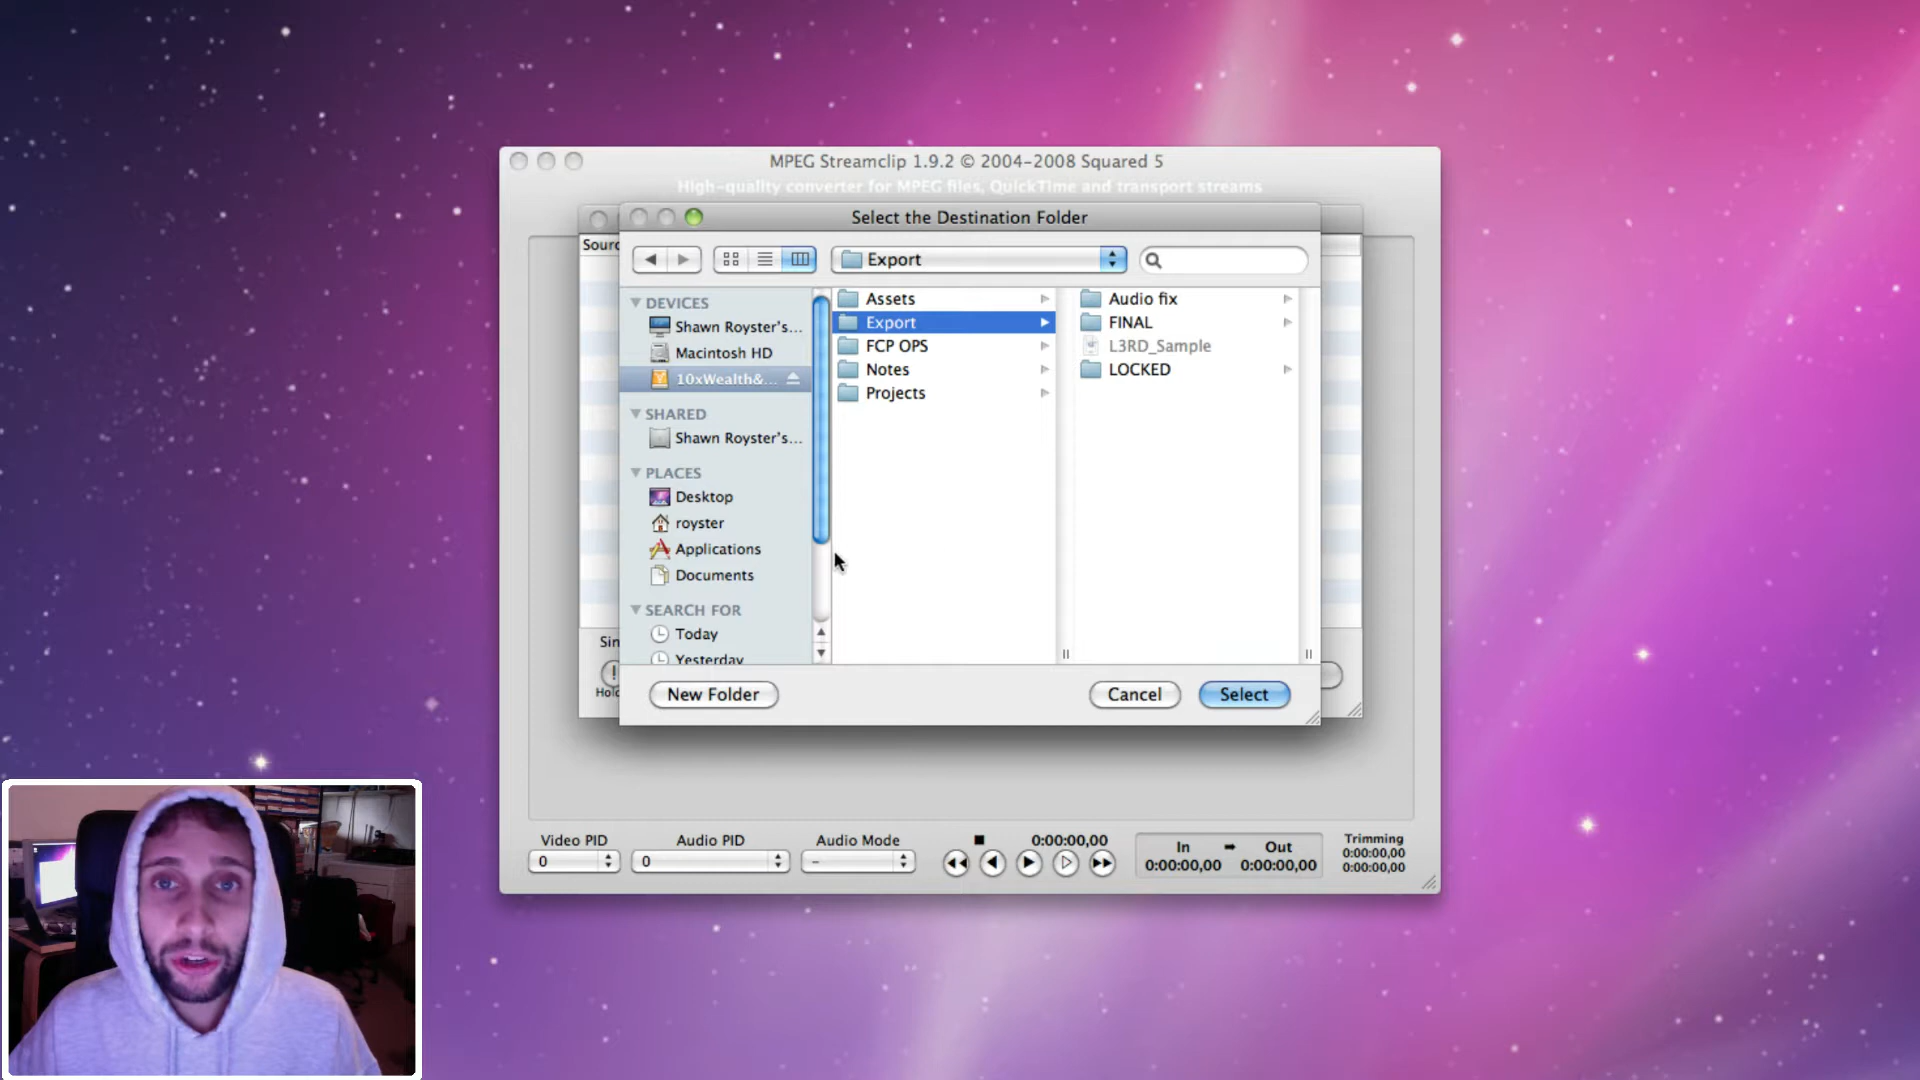 MPEG Streamclip 1.9.2 © 2004-2008 Squared 5
High-quality converter for MPEG files, QuickTime and transport streams
Select the Destination Folder
Export
DEVICES
Shawn Royster's...
Macintosh HD
10xWealth&...
SHARED
Shawn Royster's...
PLACES
Desktop
royster
Applications
Documents
SEARCH FOR
Today
Yesterday
Assets
Export
FCP OPS
Notes
Projects
Audio fix
FINAL
L3RD_Sample
LOCKED
New Folder
Cancel
Select
Video PID
0
Audio PID
0
Audio Mode
–
0:00:00,00
In
0:00:00,00
Out
0:00:00,00
Trimming
0:00:00,00
0:00:00,00